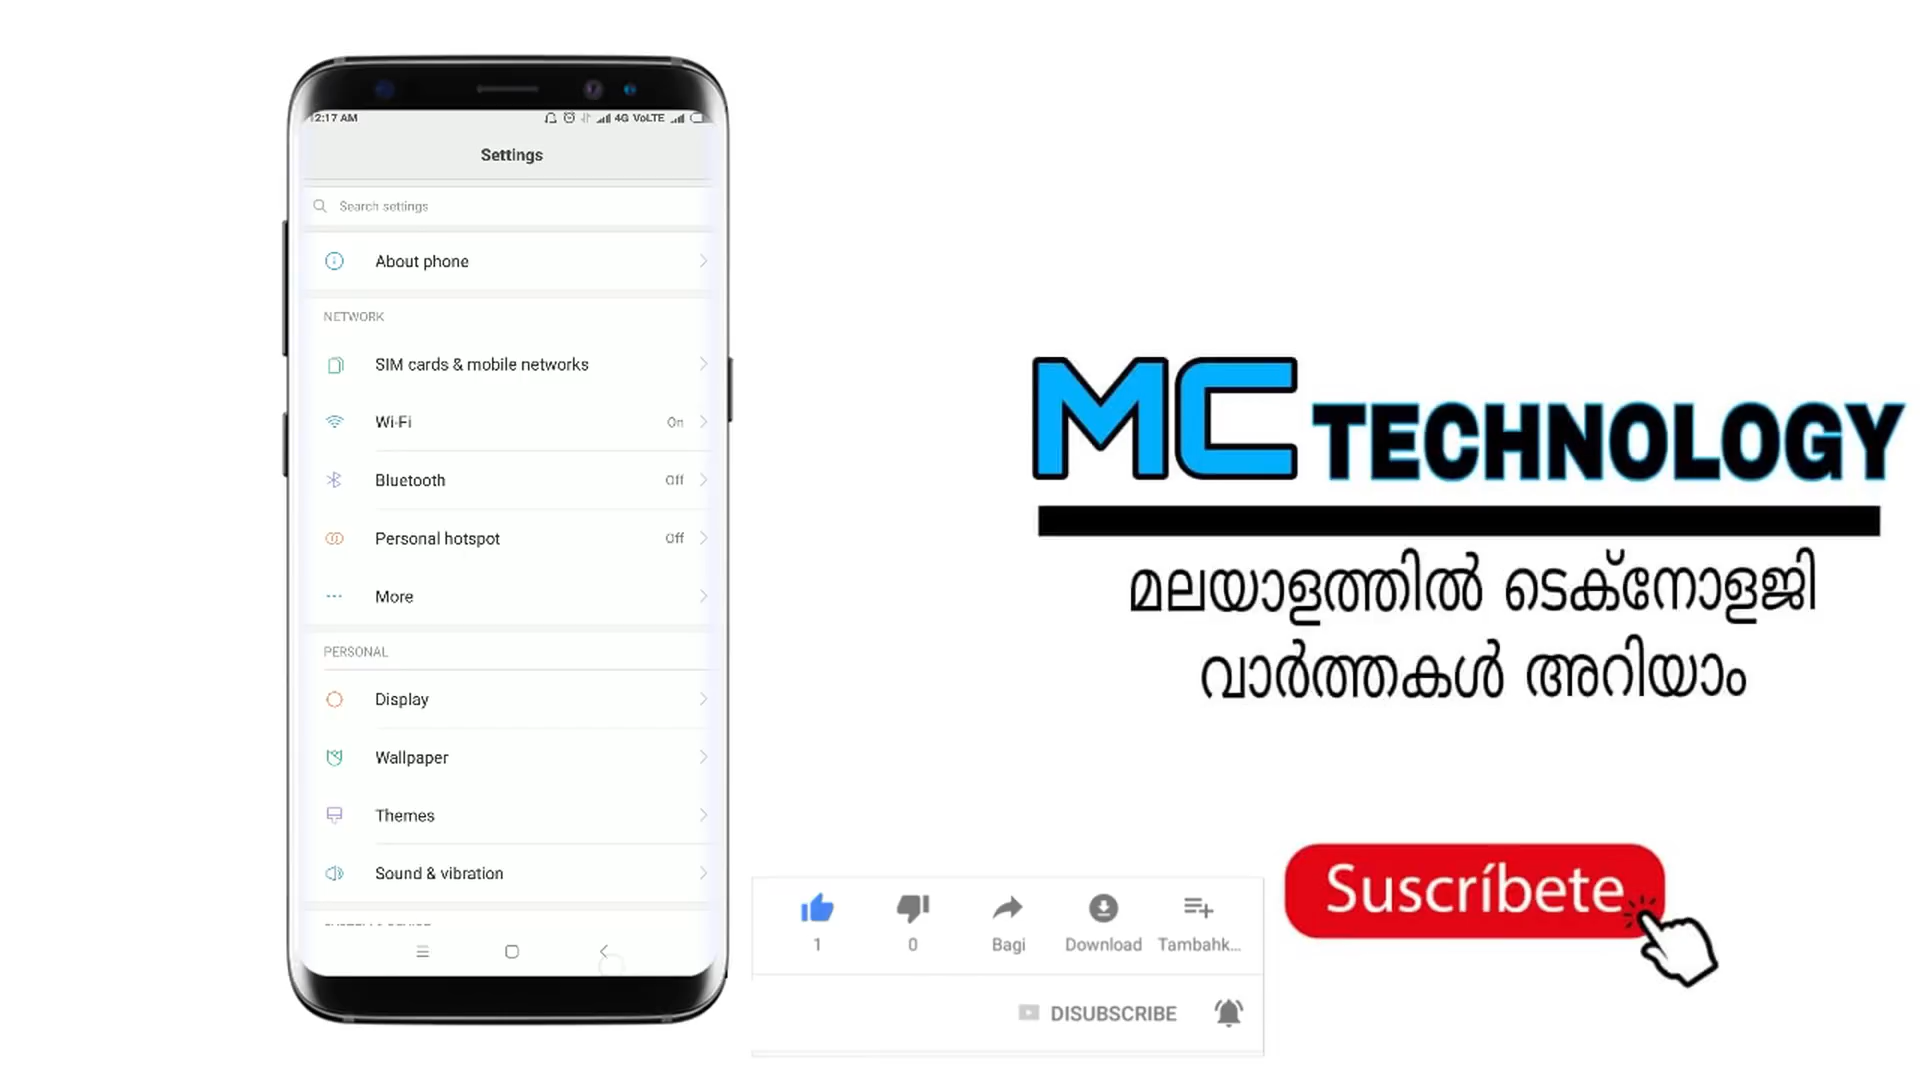 12:17 AM
4G VoLTE
Settings
Search settings
About phone
NETWORK
SIM cards & mobile networks
Wi-Fi On
Bluetooth Off
Personal hotspot Off
More
PERSONAL
Display
Wallpaper
Themes
Sound & vibration
MC TECHNOLOGY
മലയാളത്തിൽ ടെക്നോളജി
വാർത്തകൾ അറിയാം
Suscríbete
1 0 Bagi Download Tambahk...
DISUBSCRIBE